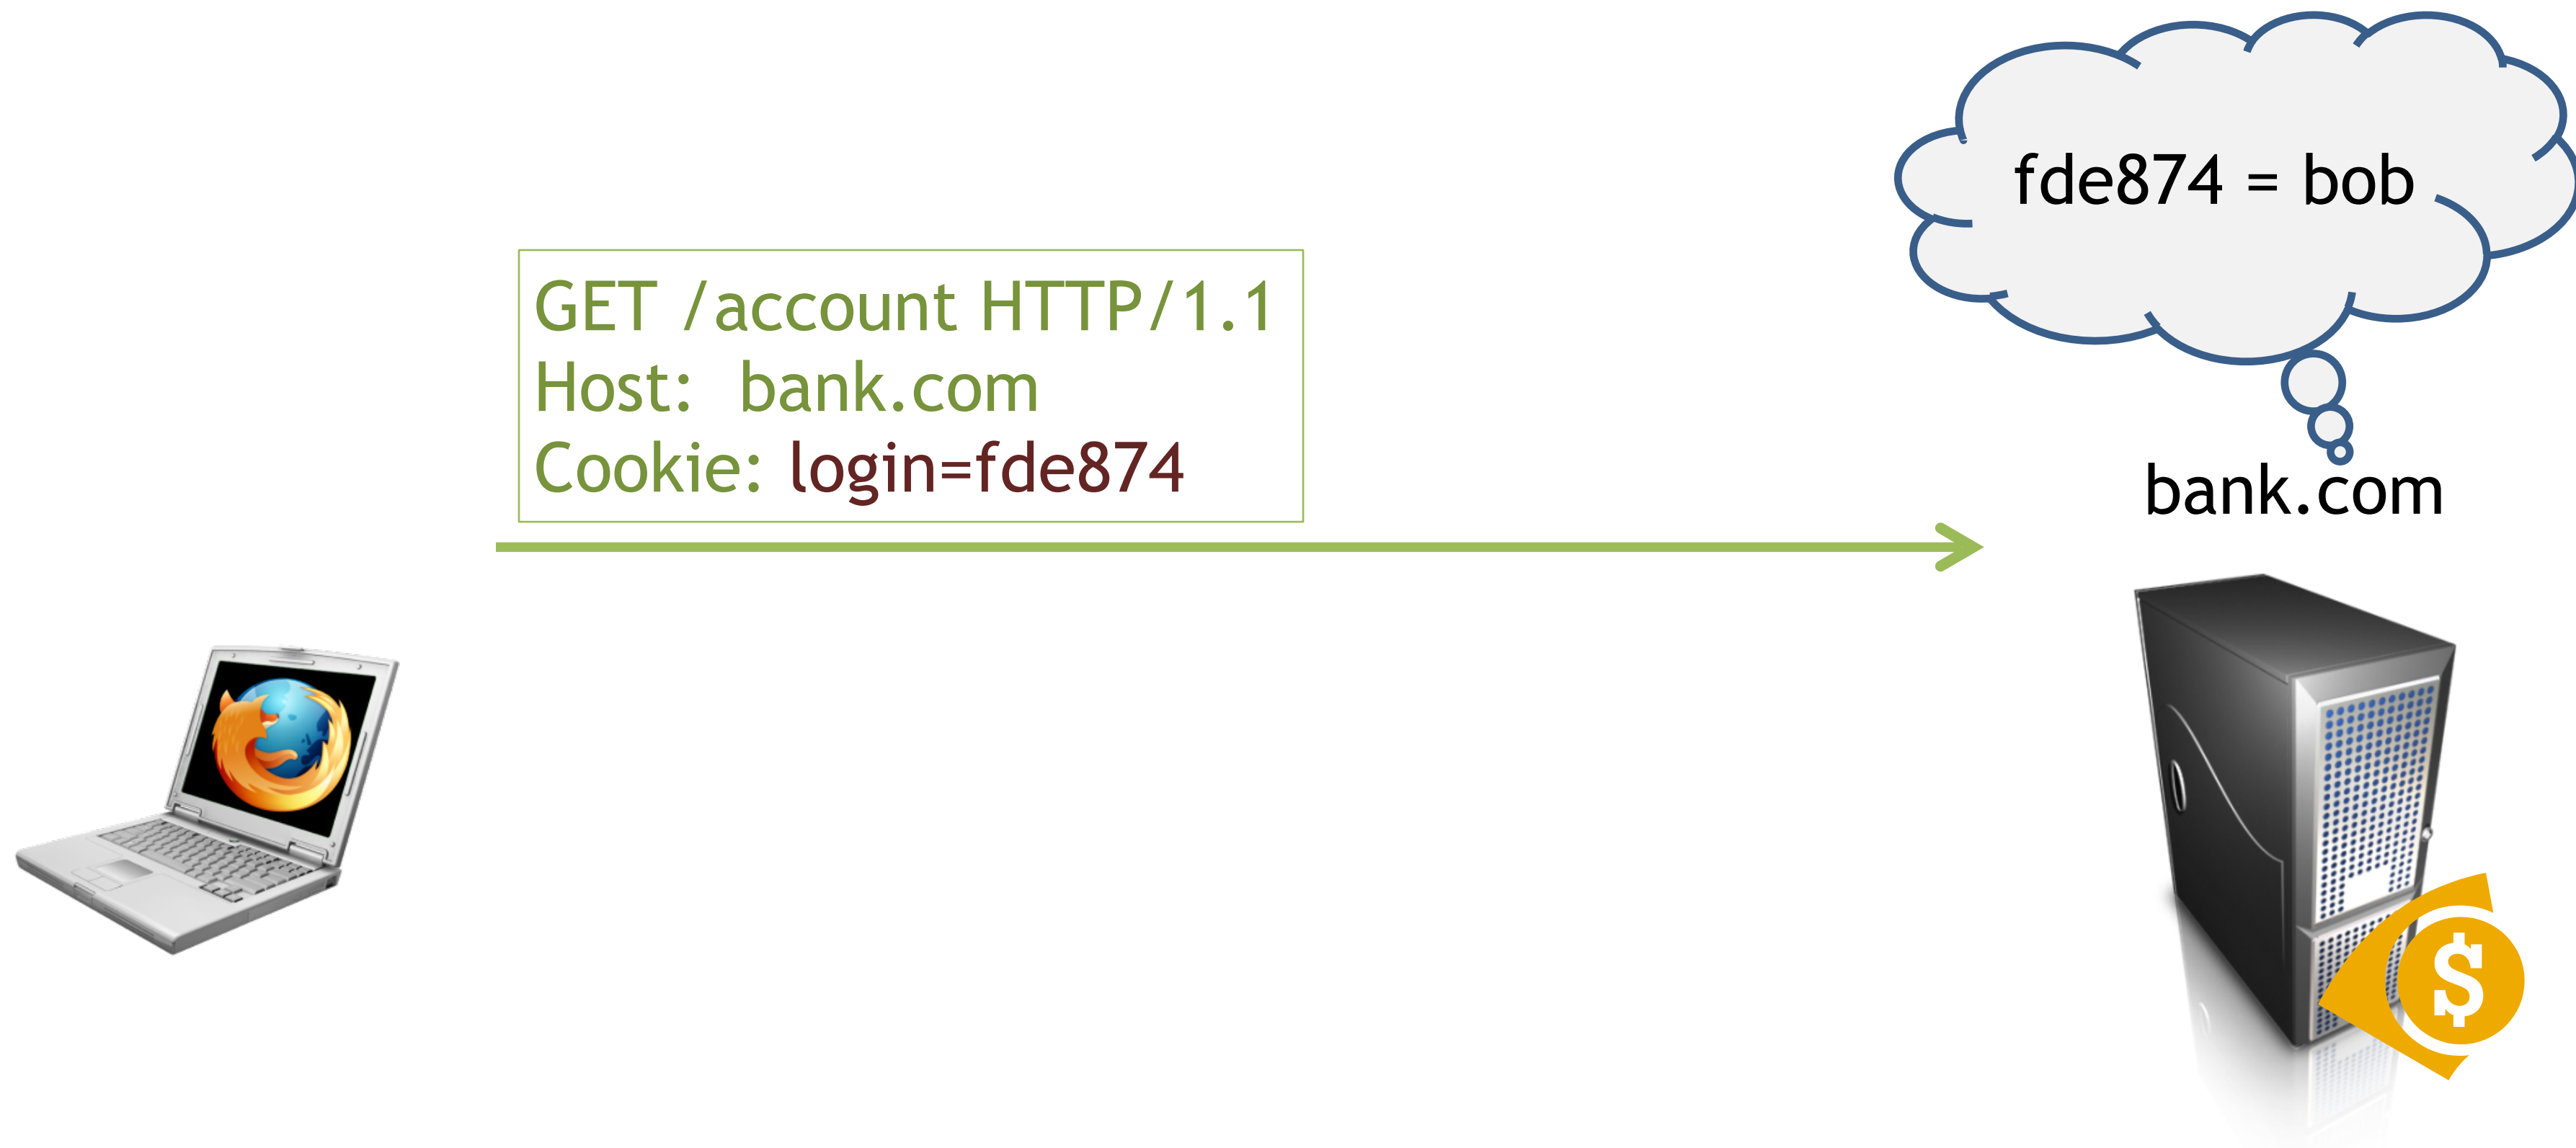 fde874 = bob
GET /account HTTP/1.1
Host: bank.com
Cookie: login=fde874
bank.com
$